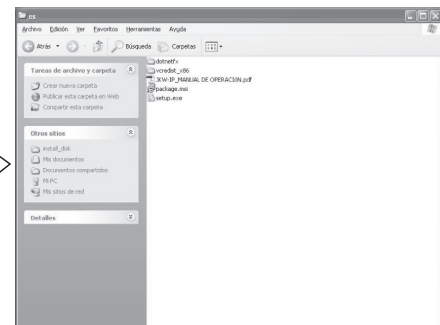 es
Archivo Edición Ver Favoritos Herramientas Ayuda
Atrás Búsqueda Carpetas
Tareas de archivo y carpeta
Crear nueva carpeta
Publicar esta carpeta en Web
Compartir esta carpeta
Otros sitios
install_disk
Mis documentos
Documentos compartidos
Mi PC
Mis sitios de red
Detalles
dotnetfx
vcredist_x86
JKW-IP_MANUAL DE OPERACIÓN.pdf
package.msi
setup.exe